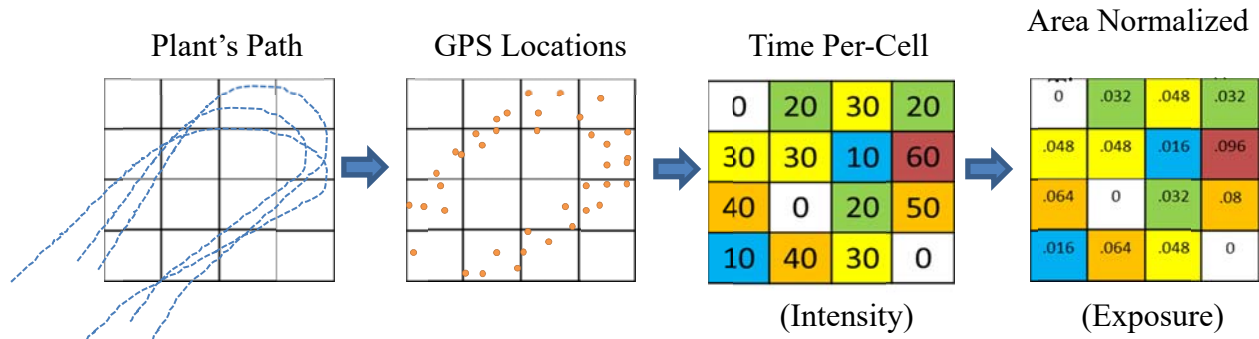 Plant's Path
GPS Locations
Time Per-Cell
Area Normalized
0 20 30 20
30 30 10 60
40 0 20 50
10 40 30 0
(Intensity)
0 .032 .048 .032
.048 .048 .016 .096
.064 0 .032 .08
.016 .064 .048 0
(Exposure)